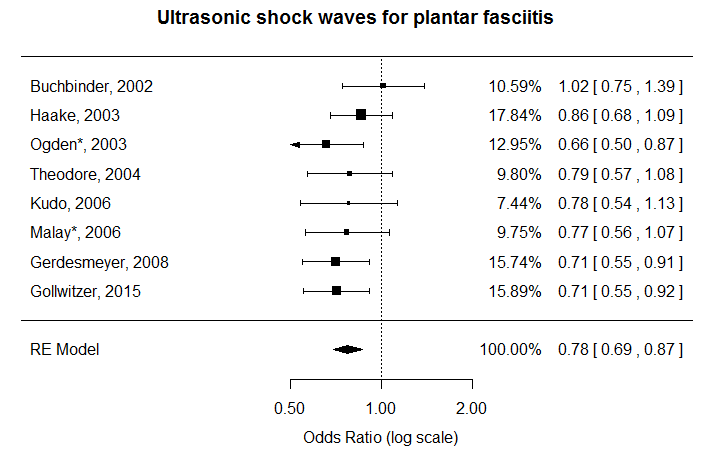 Ultrasonic shock waves for plantar fasciitis
Buchbinder, 2002 10.59% 1.02 [ 0.75 , 1.39 ]
Haake, 2003 17.84% 0.86 [ 0.68 , 1.09 ]
Ogden*, 2003 12.95% 0.66 [ 0.50 , 0.87 ]
Theodore, 2004 9.80% 0.79 [ 0.57 , 1.08 ]
Kudo, 2006 7.44% 0.78 [ 0.54 , 1.13 ]
Malay*, 2006 9.75% 0.77 [ 0.56 , 1.07 ]
Gerdesmeyer, 2008 15.74% 0.71 [ 0.55 , 0.91 ]
Gollwitzer, 2015 15.89% 0.71 [ 0.55 , 0.92 ]
RE Model 100.00% 0.78 [ 0.69 , 0.87 ]
0.50 1.00 2.00
Odds Ratio (log scale)